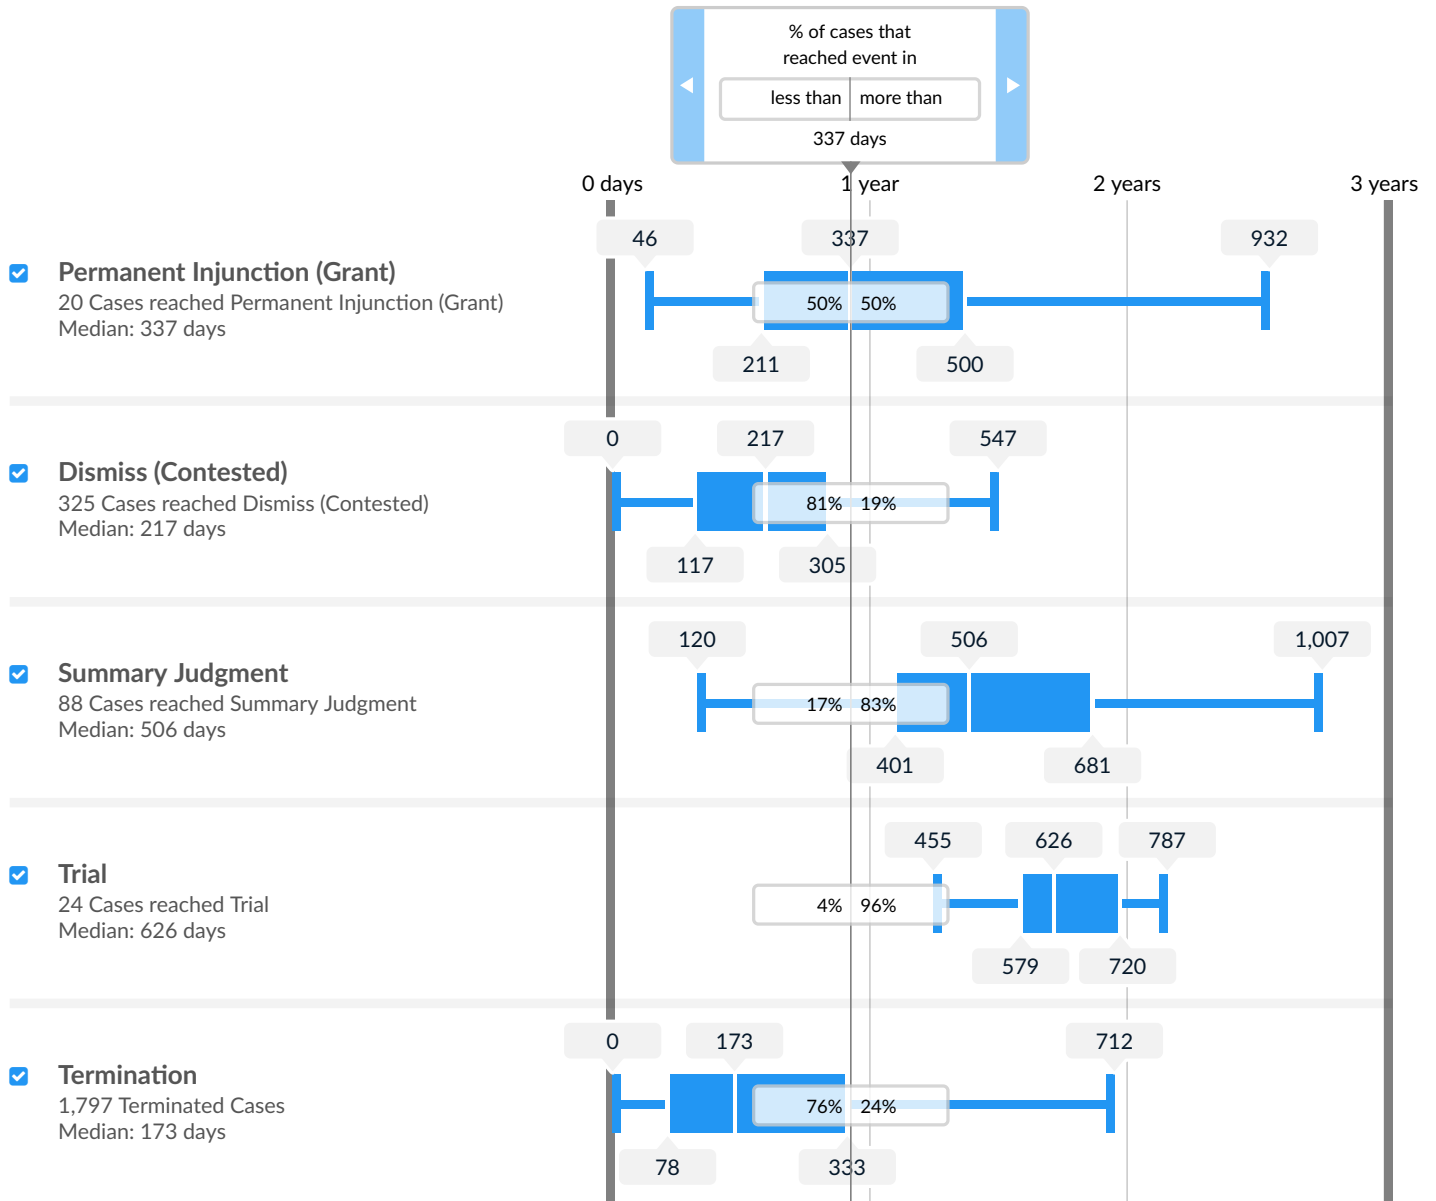 % of cases that
reached event in
less than more than
337 days
0 days 1 year 2 years 3 years
46 337 932
Permanent Injunction (Grant)
20 Cases reached Permanent Injunction (Grant)
Median: 337 days
50% 50%
211 500
0 217 547
Dismiss (Contested)
325 Cases reached Dismiss (Contested)
Median: 217 days
81% 19%
117 305
120 506 1,007
Summary Judgment
88 Cases reached Summary Judgment
Median: 506 days
17% 83%
401 681
455 626 787
Trial
24 Cases reached Trial
Median: 626 days
4% 96%
579 720
0 173 712
Termination
1,797 Terminated Cases
Median: 173 days
76% 24%
78 333